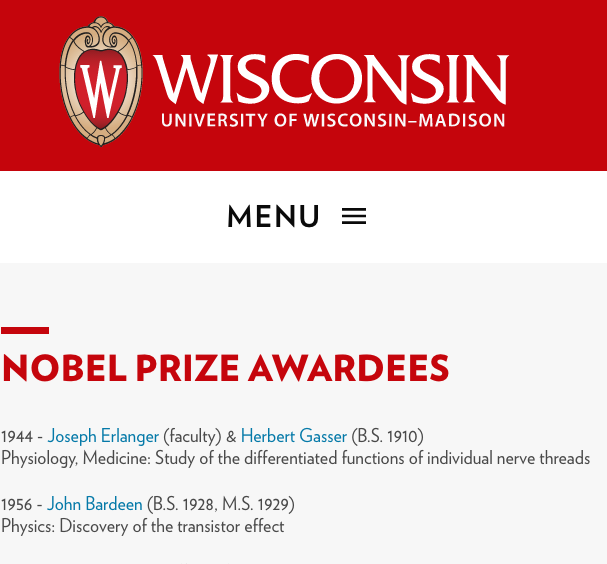 W
WISCONSIN
UNIVERSITY OF WISCONSIN–MADISON
MENU
NOBEL PRIZE AWARDEES
1944 - Joseph Erlanger (faculty) & Herbert Gasser (B.S. 1910)
Physiology, Medicine: Study of the differentiated functions of individual nerve threads
1956 - John Bardeen (B.S. 1928, M.S. 1929)
Physics: Discovery of the transistor effect